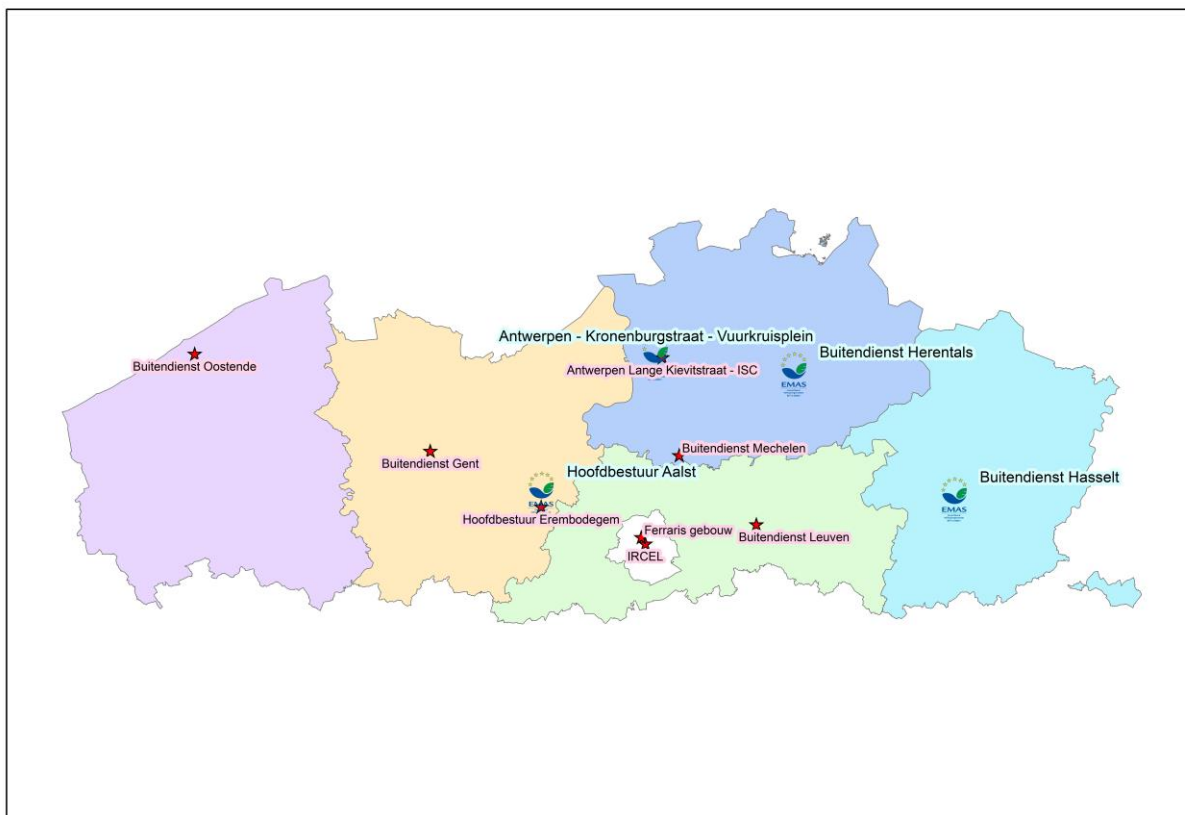 Antwerpen - Kronenburgstraat - Vuurkruisplein
Buitendienst Herentals
Buitendienst Oostende
Antwerpen Lange Kievitstraat - ISC
EMAS
Buitendienst Mechelen
Buitendienst Gent
Hoofdbestuur Aalst
Buitendienst Hasselt
EMAS
EMAS
Hoofdbestuur Erembodegem
Ferraris gebouw
Buitendienst Leuven
IRCEL